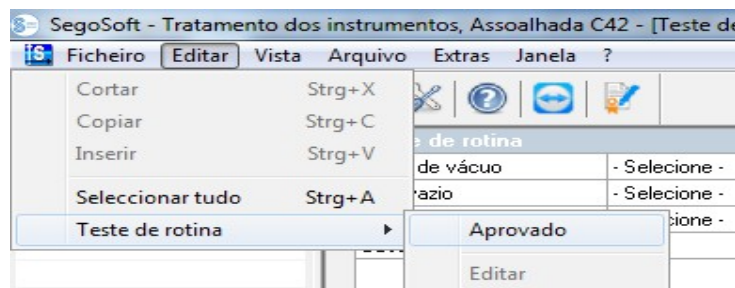 SegoSoft - Tratamento dos instrumentos, Assoalhada C42 - [Teste de
Ficheiro Editar Vista Arquivo Extras Janela ?
Cortar Strg+X
Copiar Strg+C
Inserir Strg+V
Seleccionar tudo Strg+A
Teste de rotina
de rotina
de vácuo - Selecione -
- Selecione -
Aprovado
Editar